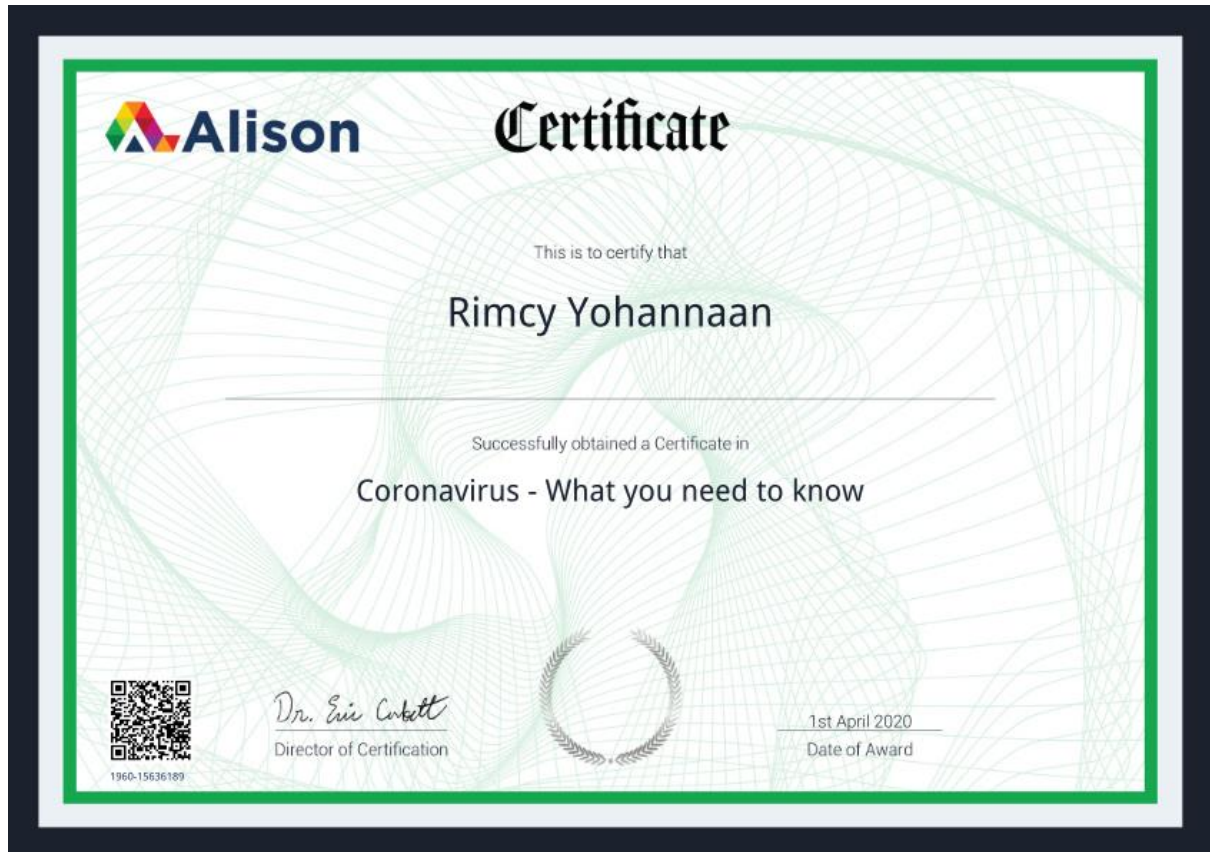 Alison
Certificate
This is to certify that
Rimcy Yohannaan
Successfully obtained a Certificate in
Coronavirus - What you need to know
Dr. Eric Corbett
Director of Certification
1st April 2020
Date of Award
1960-15636189